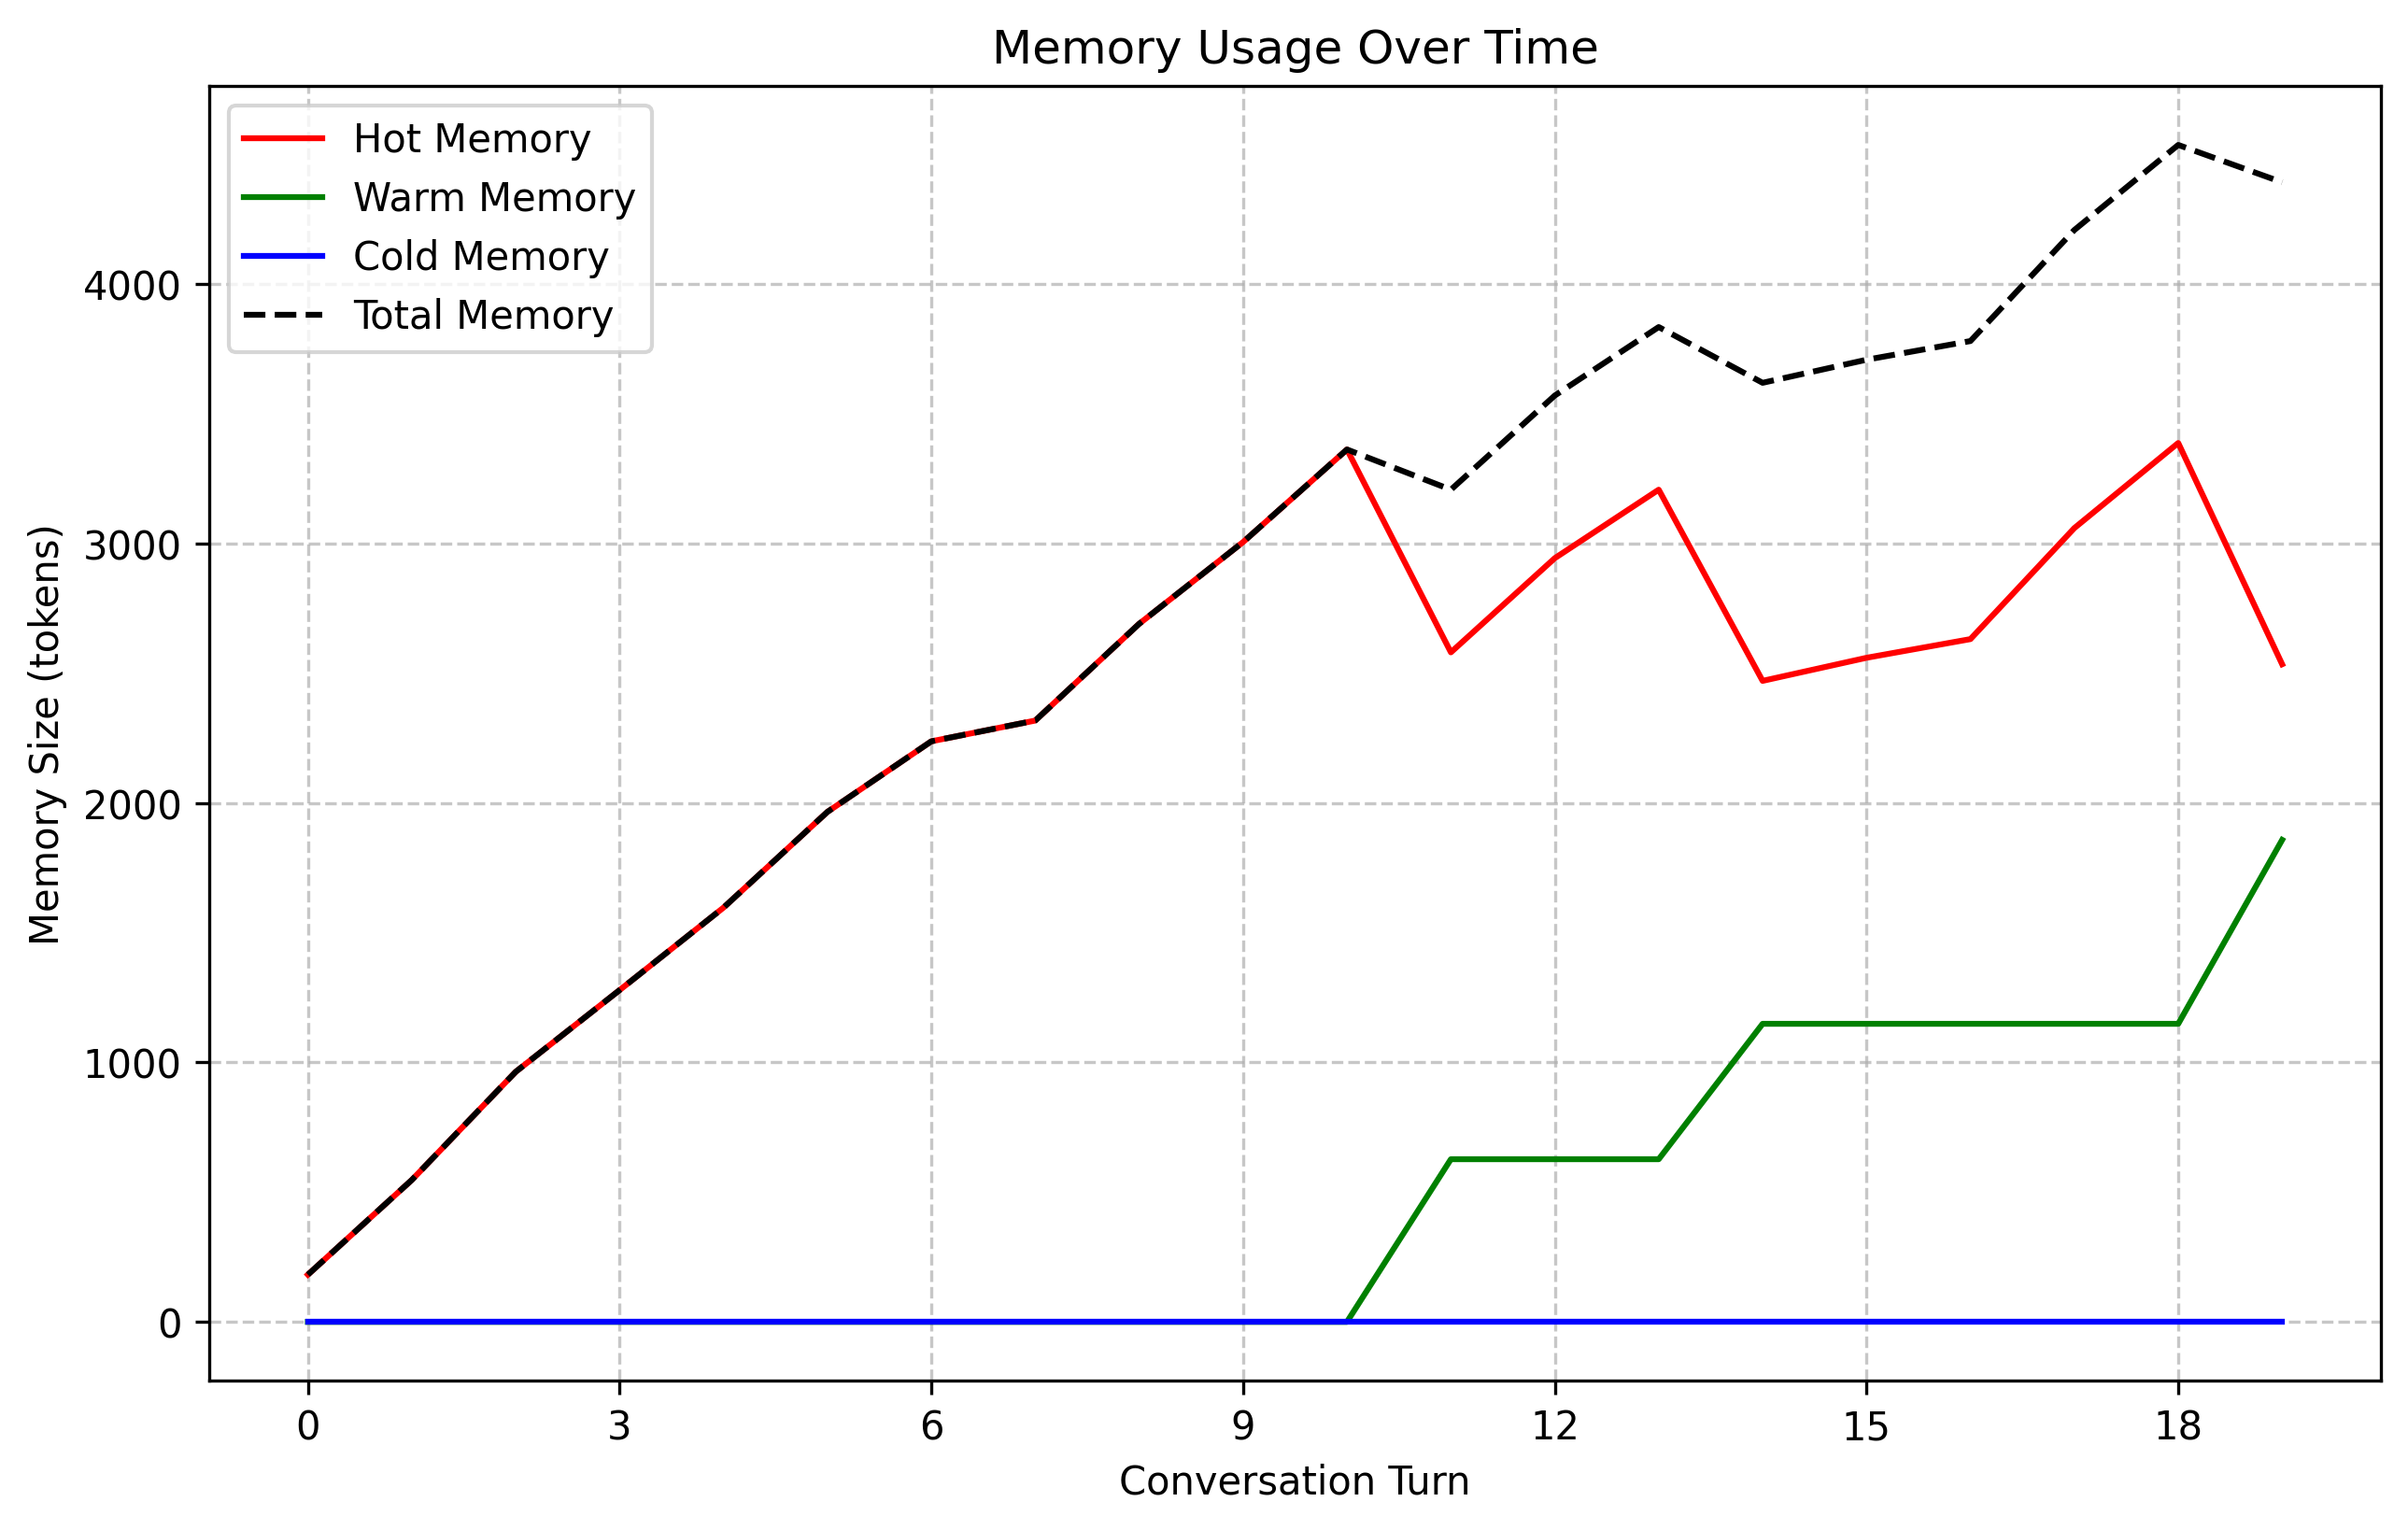 Memory Usage Over Time
Hot Memory
Warm Memory
Cold Memory
Total Memory
Memory Size (tokens)
4000
3000
2000
1000
0
0 3 6 9 12 15 18
Conversation Turn